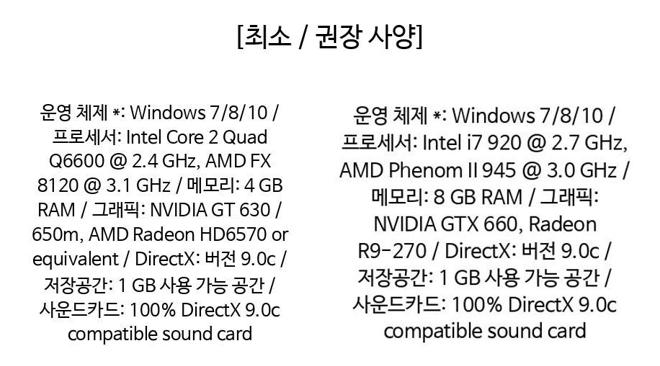 [최소 / 권장 사양]
운영 체제 *: Windows 7/8/10 /
프로세서: Intel Core 2 Quad
Q6600 @ 2.4 GHz, AMD FX
8120 @ 3.1 GHz / 메모리: 4 GB
RAM / 그래픽: NVIDIA GT 630 /
650m, AMD Radeon HD6570 or
equivalent / DirectX: 버전 9.0c /
저장공간: 1 GB 사용 가능 공간 /
사운드카드: 100% DirectX 9.0c
compatible sound card
운영 체제 *: Windows 7/8/10 /
프로세서: Intel i7 920 @ 2.7 GHz,
AMD Phenom II 945 @ 3.0 GHz /
메모리: 8 GB RAM / 그래픽:
NVIDIA GTX 660, Radeon
R9-270 / DirectX: 버전 9.0c /
저장공간: 1 GB 사용 가능 공간 /
사운드카드: 100% DirectX 9.0c
compatible sound card